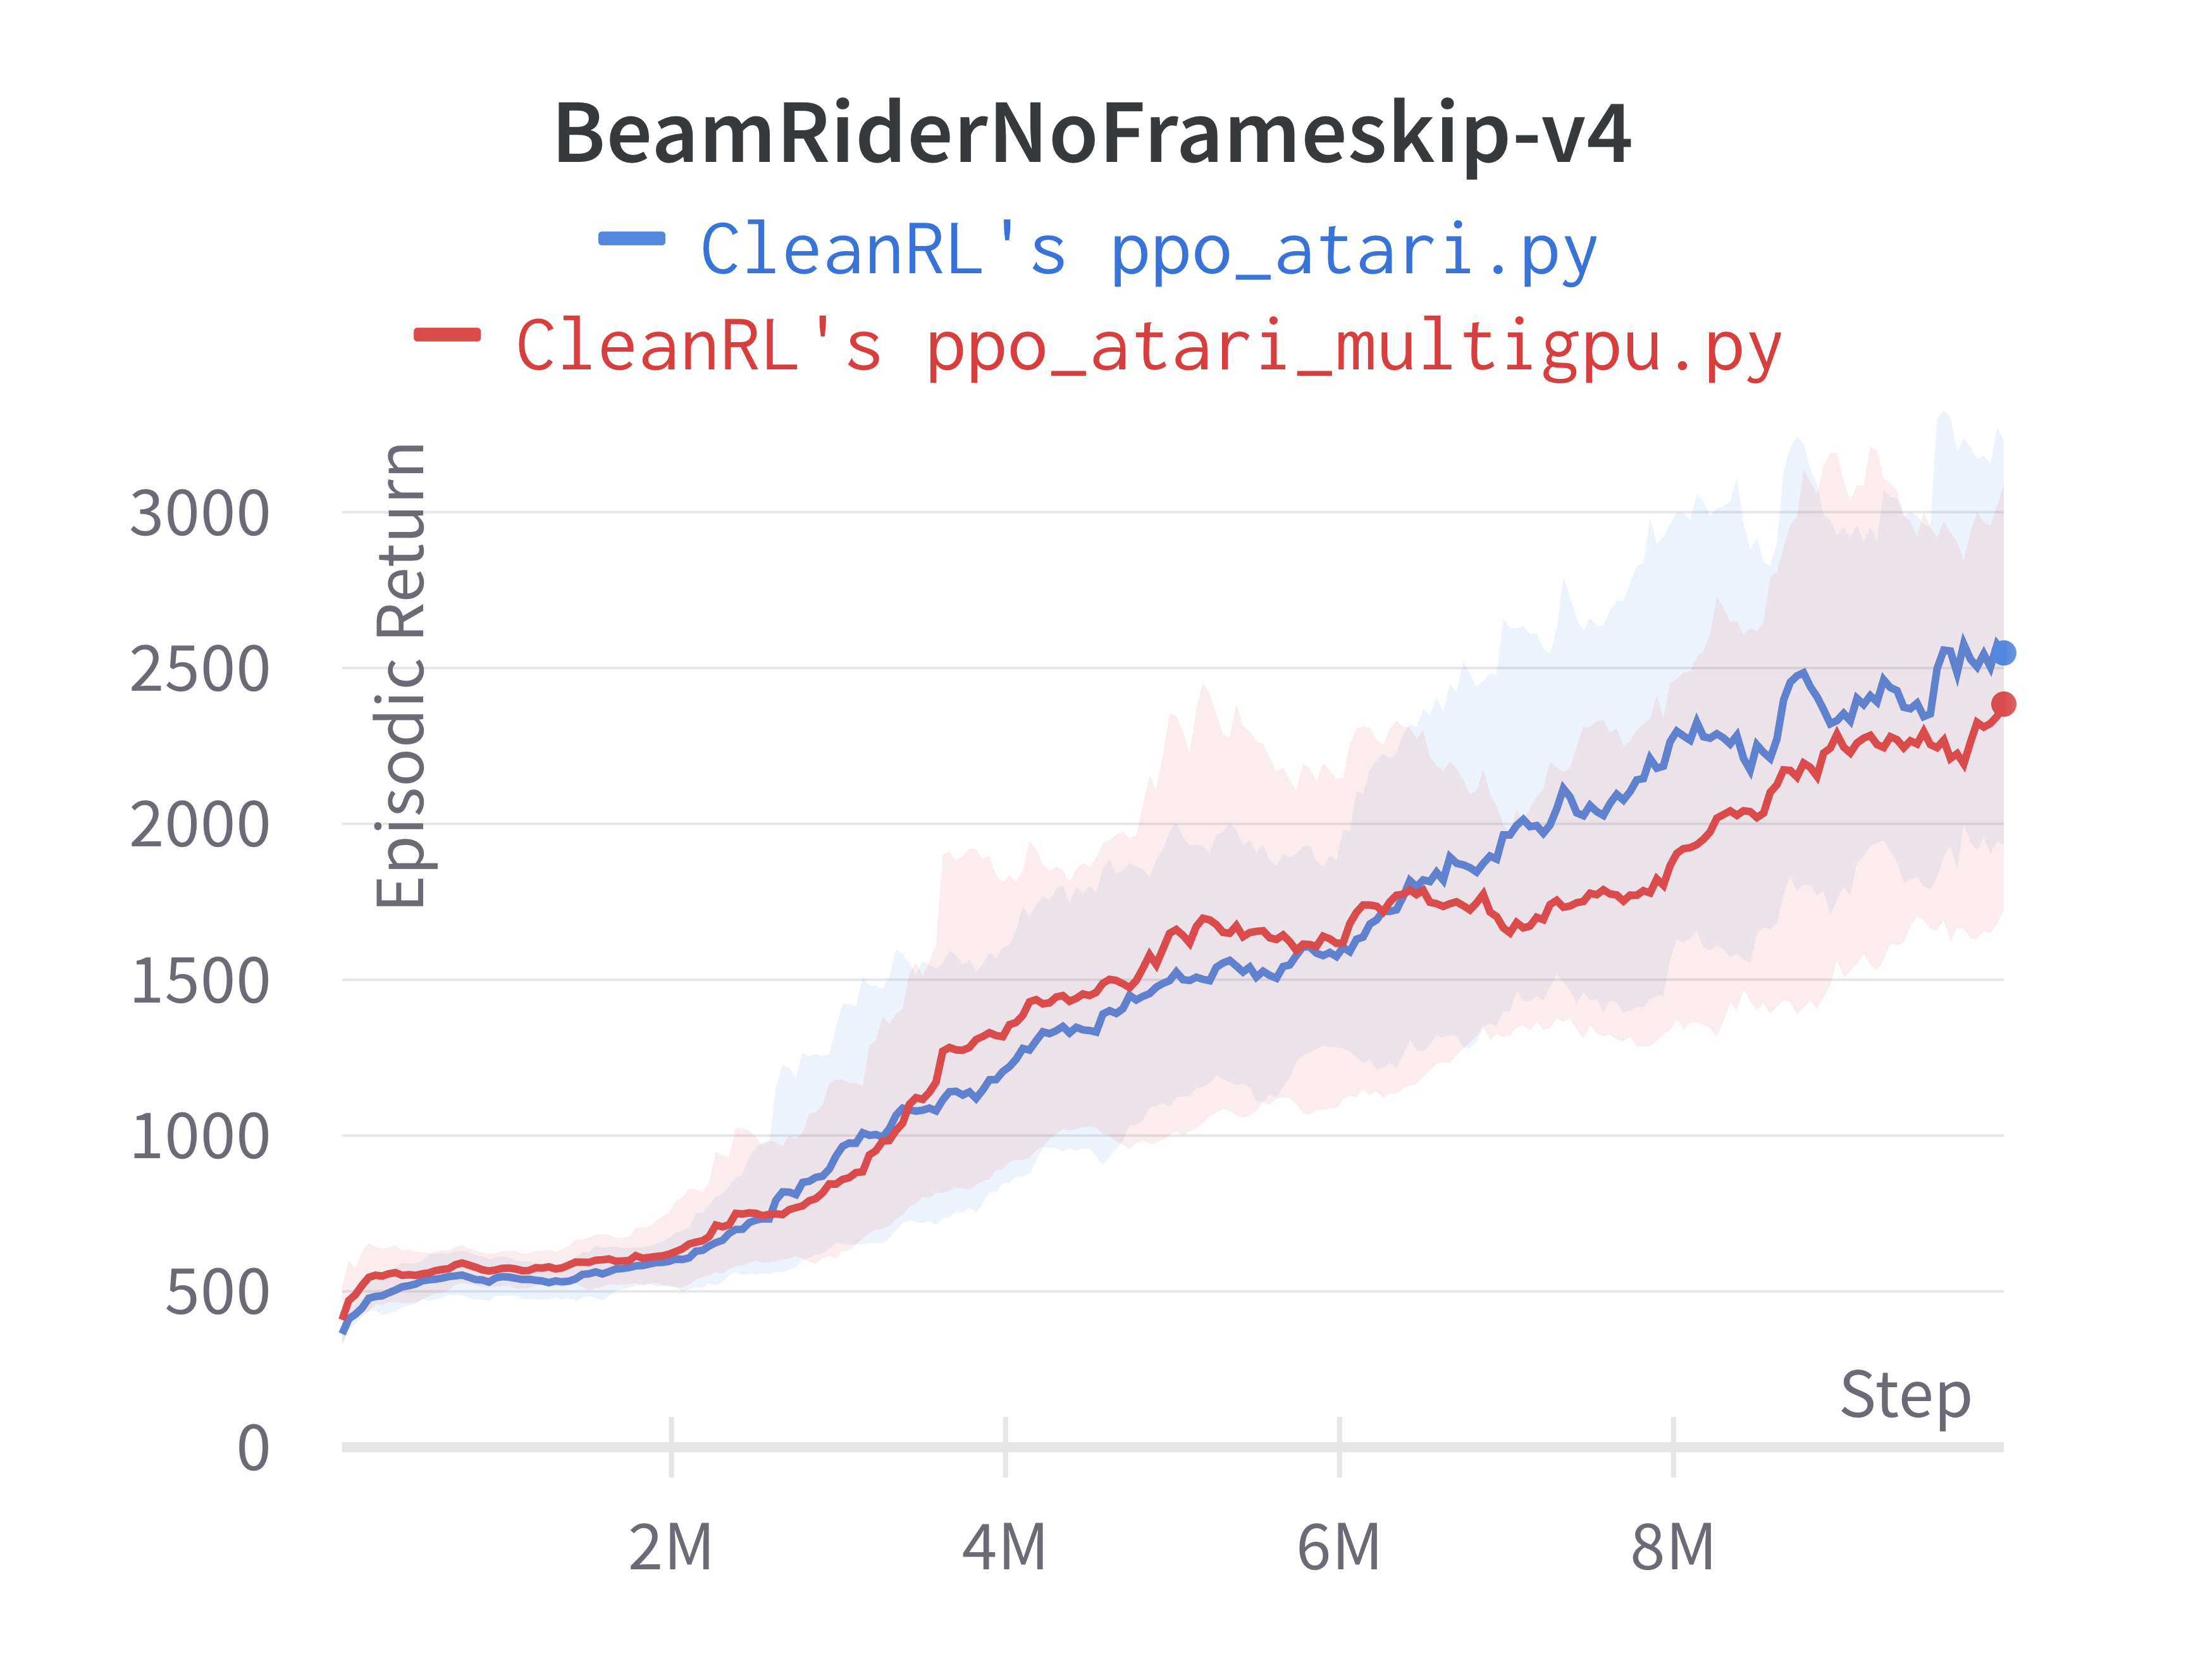 BeamRiderNoFrameskip-v4
CleanRL's ppo_atari.py
CleanRL's ppo_atari_multigpu.py
Episodic Return
3000
2500
2000
1500
1000
500
0
Step
2M 4M 6M 8M